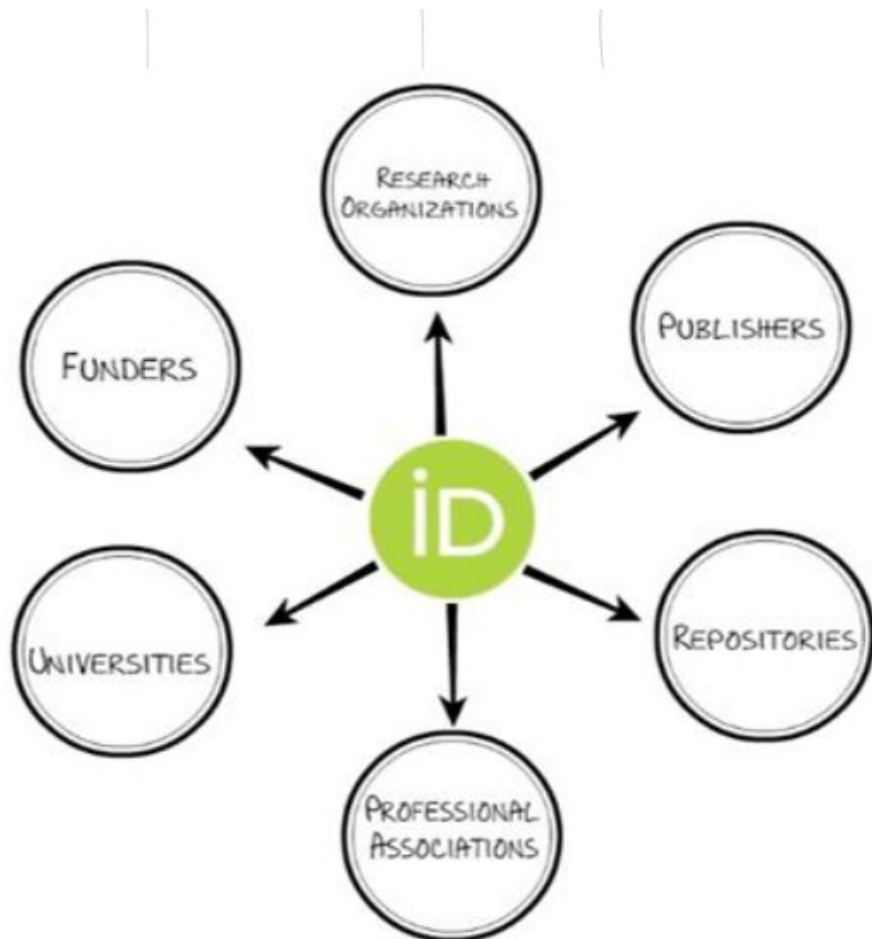 RESEARCH
ORGANIZATIONS
PUBLISHERS
FUNDERS
iD
REPOSITORIES
UNIVERSITIES
PROFESSIONAL
ASSOCIATIONS